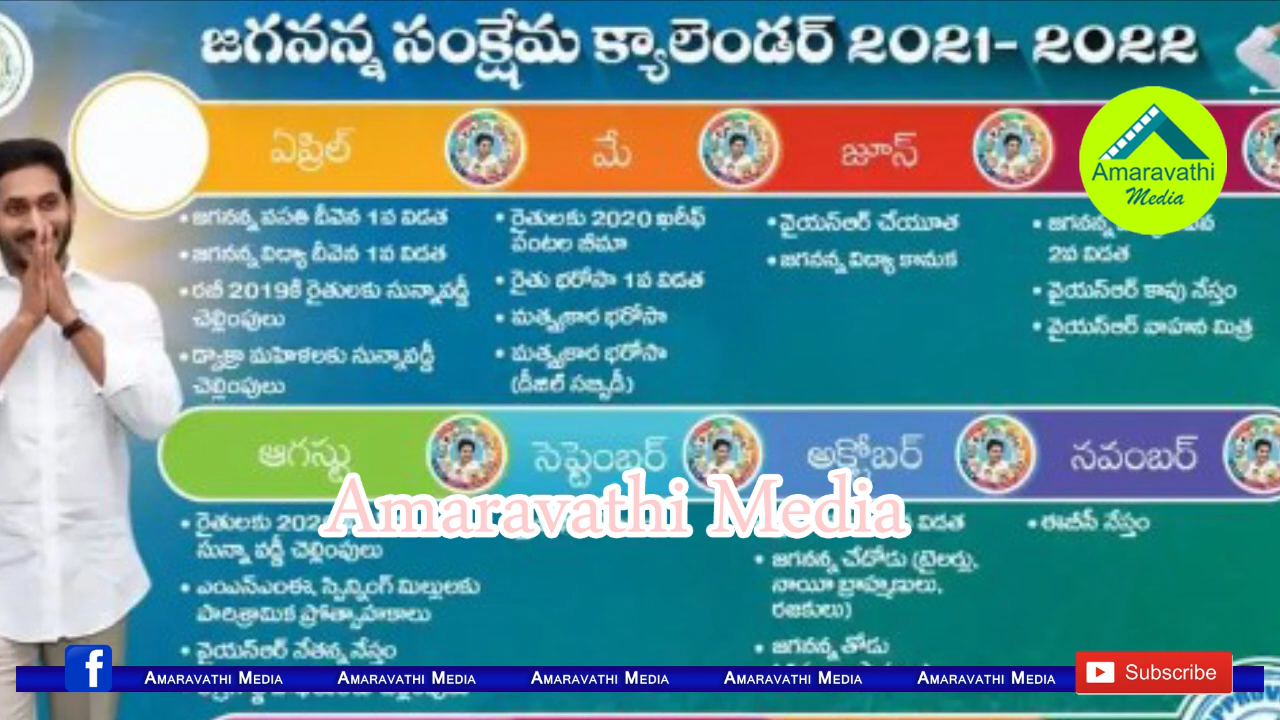 జగనన్న సంక్షేమ క్యాలెండర్ 2021- 2022
ఏప్రిల్
మే
జూన్
Amaravathi
Media
• జగనన్న వసతి దీవెన 1వ విడత
• జగనన్న విద్యా దీవెన 1వ విడత
• రబీ 2019కి రైతులకు సున్నావడ్డీ
చెల్లింపులు
• డ్వాక్రా మహిళలకు సున్నావడ్డీ
చెల్లింపులు
• రైతులకు 2020 ఖరీఫ్
పంటల బీమా
• రైతు భరోసా 1వ విడత
• మత్స్యకార భరోసా
• మత్స్యకార భరోసా
(డీజిల్ సబ్సిడీ)
• వైయస్ఆర్ చేయూత
• జగనన్న విద్యా కానుక
• జగనన్న
2వ విడత
• వైయస్ఆర్ కాపు నేస్తం
• వైయస్ఆర్ వాహన మిత్ర
ఆగస్టు
సెప్టెంబర్
అక్టోబర్
నవంబర్
Amaravathi Media
• రైతులకు
సున్నా వడ్డీ చెల్లింపులు
• ఎంఎస్ఎంఈ, స్పిన్నింగ్ మిల్లులకు
పారిశ్రామిక ప్రోత్సాహకాలు
• వైయస్ఆర్ నేతన్న నేస్తం
విడత
• జగనన్న చేదోడు (టైలర్లు,
నాయీ బ్రాహ్మణులు,
రజకులు)
• జగనన్న తోడు
• ఈబీసీ నేస్తం
f
Amaravathi Media Amaravathi Media Amaravathi Media Amaravathi Media Amaravathi Media
Subscribe